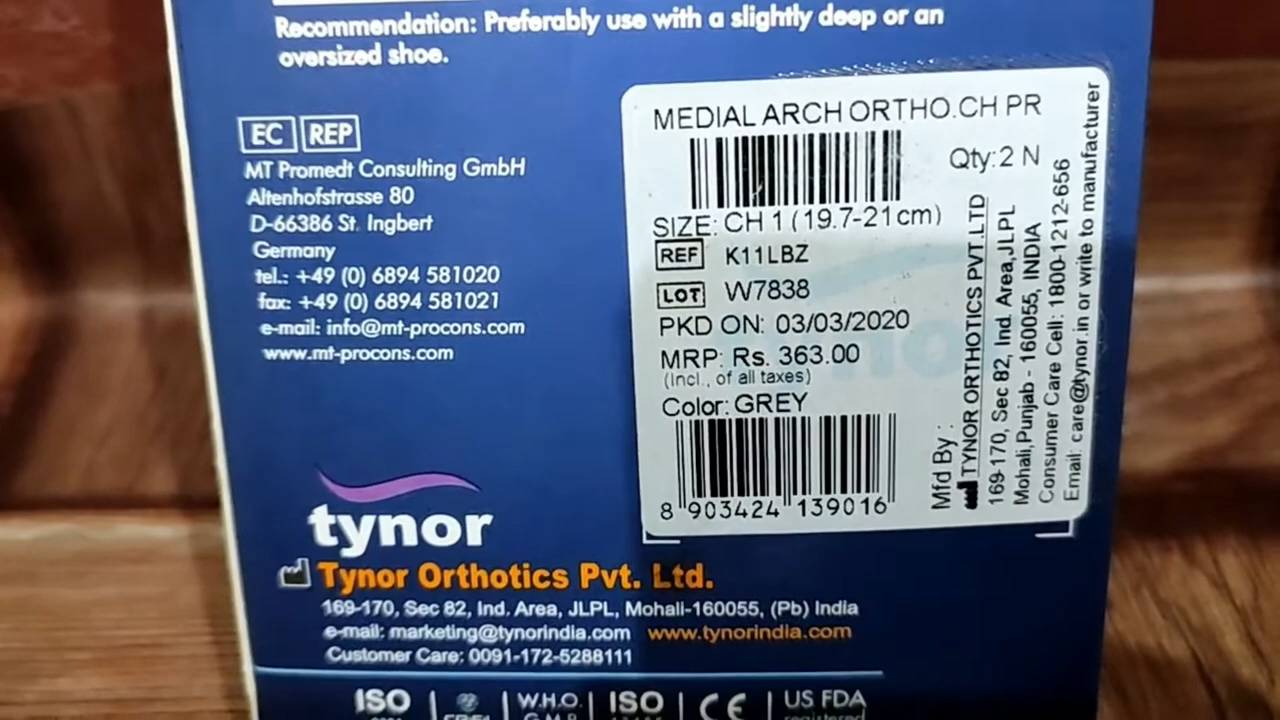 Recommendation: Preferably use with a slightly deep or an
oversized shoe.
EC REP
MT Promedt Consulting GmbH
Altenhofstrasse 80
D-66386 St. Ingbert
Germany
tel.: +49 (0) 6894 581020
fax: +49 (0) 6894 581021
e-mail: info@mt-procons.com
www.mt-procons.com
MEDIAL ARCH ORTHO.CH PR
Qty:2 N
SIZE: CH 1 (19.7-21cm)
REF K11LBZ
LOT W7838
PKD ON: 03/03/2020
MRP: Rs. 363.00
(Incl., of all taxes)
Color: GREY
8 903424 139016
Mfd By :
TYNOR ORTHOTICS PVT.LTD
169-170, Sec 82, Ind. Area,JLPL
Mohali,Punjab - 160055, INDIA
Consumer Care Cell: 1800-1212-656
Email: care@tynor.in or write to manufacturer
tynor
Tynor Orthotics Pvt. Ltd.
169-170, Sec 82, Ind. Area, JLPL, Mohali-160055, (Pb) India
e-mail: marketing@tynorindia.com www.tynorindia.com
Customer Care: 0091-172-5288111
ISO W.H.O. ISO CE US FDA
G.M.P. registered